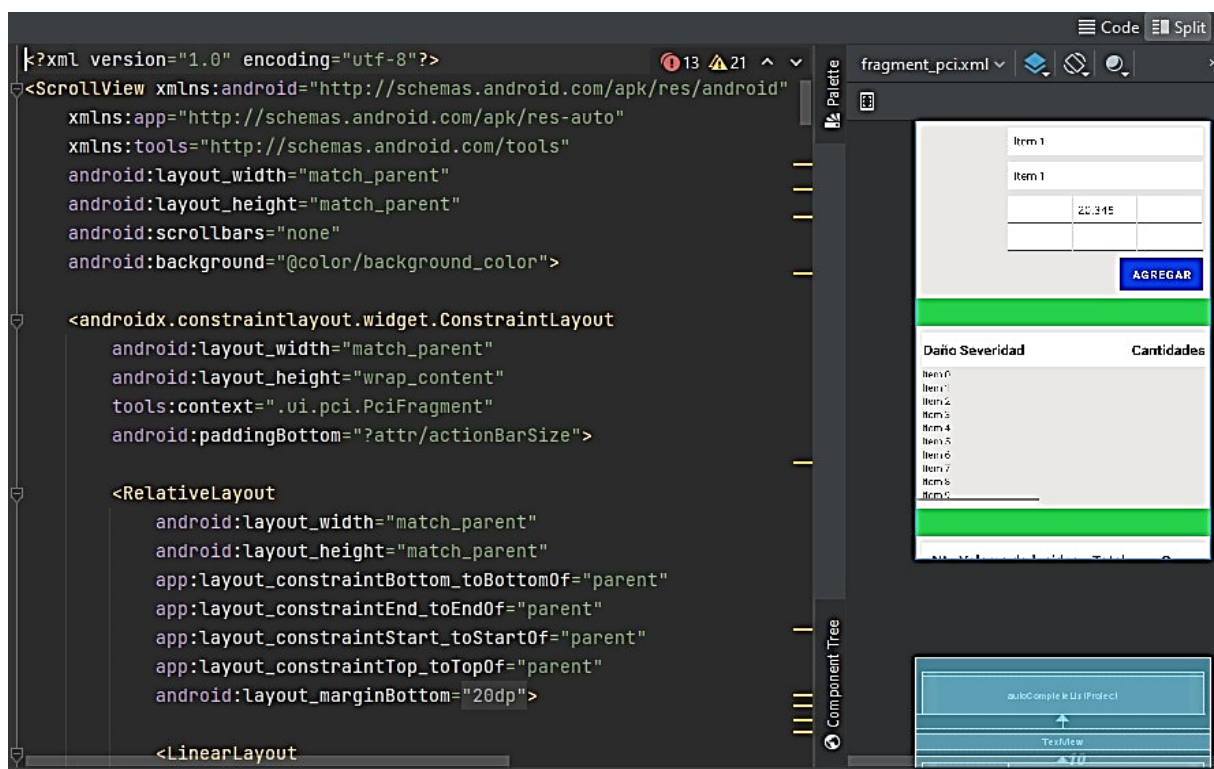 Code Split
<?xml version="1.0" encoding="utf-8"?>
13 21
<ScrollView xmlns:android="http://schemas.android.com/apk/res/android"
xmlns:app="http://schemas.android.com/apk/res-auto"
xmlns:tools="http://schemas.android.com/tools"
android:layout_width="match_parent"
android:layout_height="match_parent"
android:scrollbars="none"
android:background="@color/background_color">
<androidx.constraintlayout.widget.ConstraintLayout
android:layout_width="match_parent"
android:layout_height="wrap_content"
tools:context=".ui.pci.PciFragment"
android:paddingBottom="?attr/actionBarSize">
<RelativeLayout
android:layout_width="match_parent"
android:layout_height="match_parent"
app:layout_constraintBottom_toBottomOf="parent"
app:layout_constraintEnd_toEndOf="parent"
app:layout_constraintStart_toStartOf="parent"
app:layout_constraintTop_toTopOf="parent"
android:layout_marginBottom="20dp">
<LinearLayout
Palette
Component Tree
fragment_pci.xml
Item 1
Item 1
20.345
AGREGAR
Daño Severidad Cantidades
Item 0
Item 1
Item 2
Item 3
Item 4
Item 5
Item 6
Item 7
Item 8
Item 9
TextView